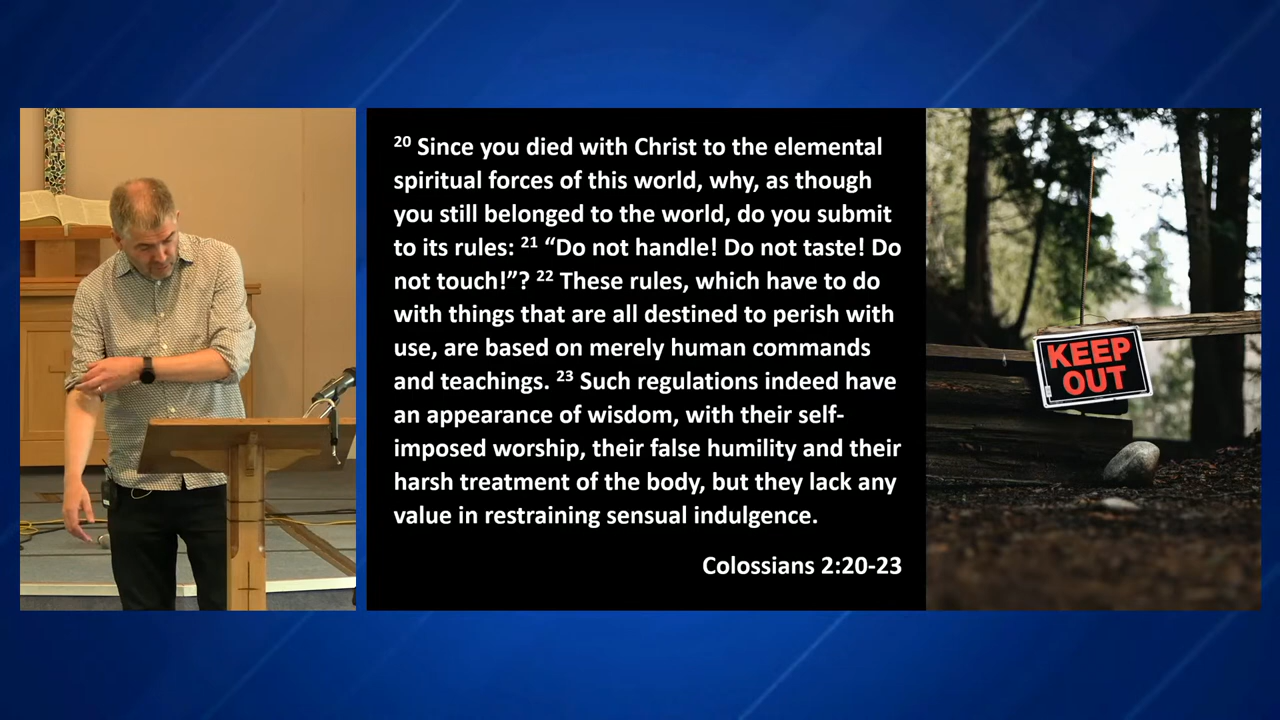 20 Since you died with Christ to the elemental
spiritual forces of this world, why, as though
you still belonged to the world, do you submit
to its rules: 21 “Do not handle! Do not taste! Do
not touch!”? 22 These rules, which have to do
with things that are all destined to perish with
use, are based on merely human commands
and teachings. 23 Such regulations indeed have
an appearance of wisdom, with their self-
imposed worship, their false humility and their
harsh treatment of the body, but they lack any
value in restraining sensual indulgence.
Colossians 2:20-23
KEEP
OUT